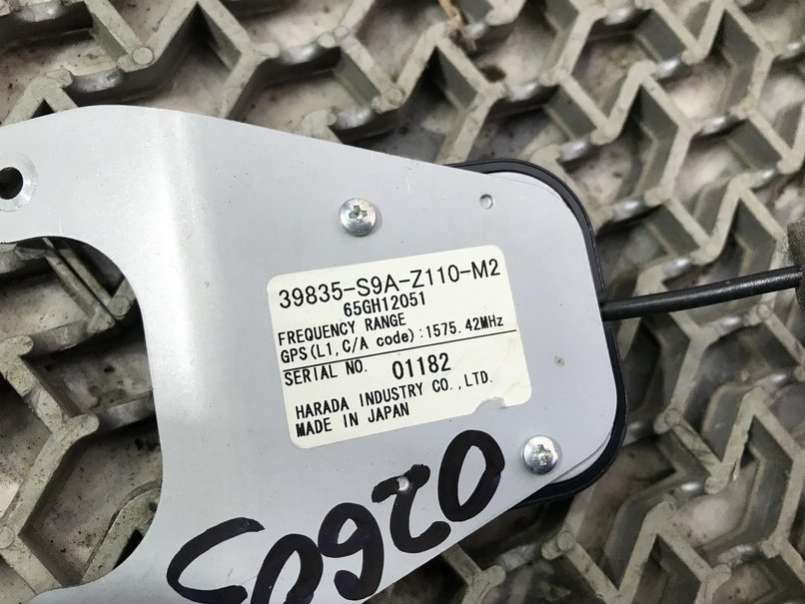 39835-S9A-Z110-M2
65GH12051
FREQUENCY RANGE
GPS(L1,C/A code):1575.42MHz
SERIAL NO. 01182
HARADA INDUSTRY CO.,LTD.
MADE IN JAPAN
02605